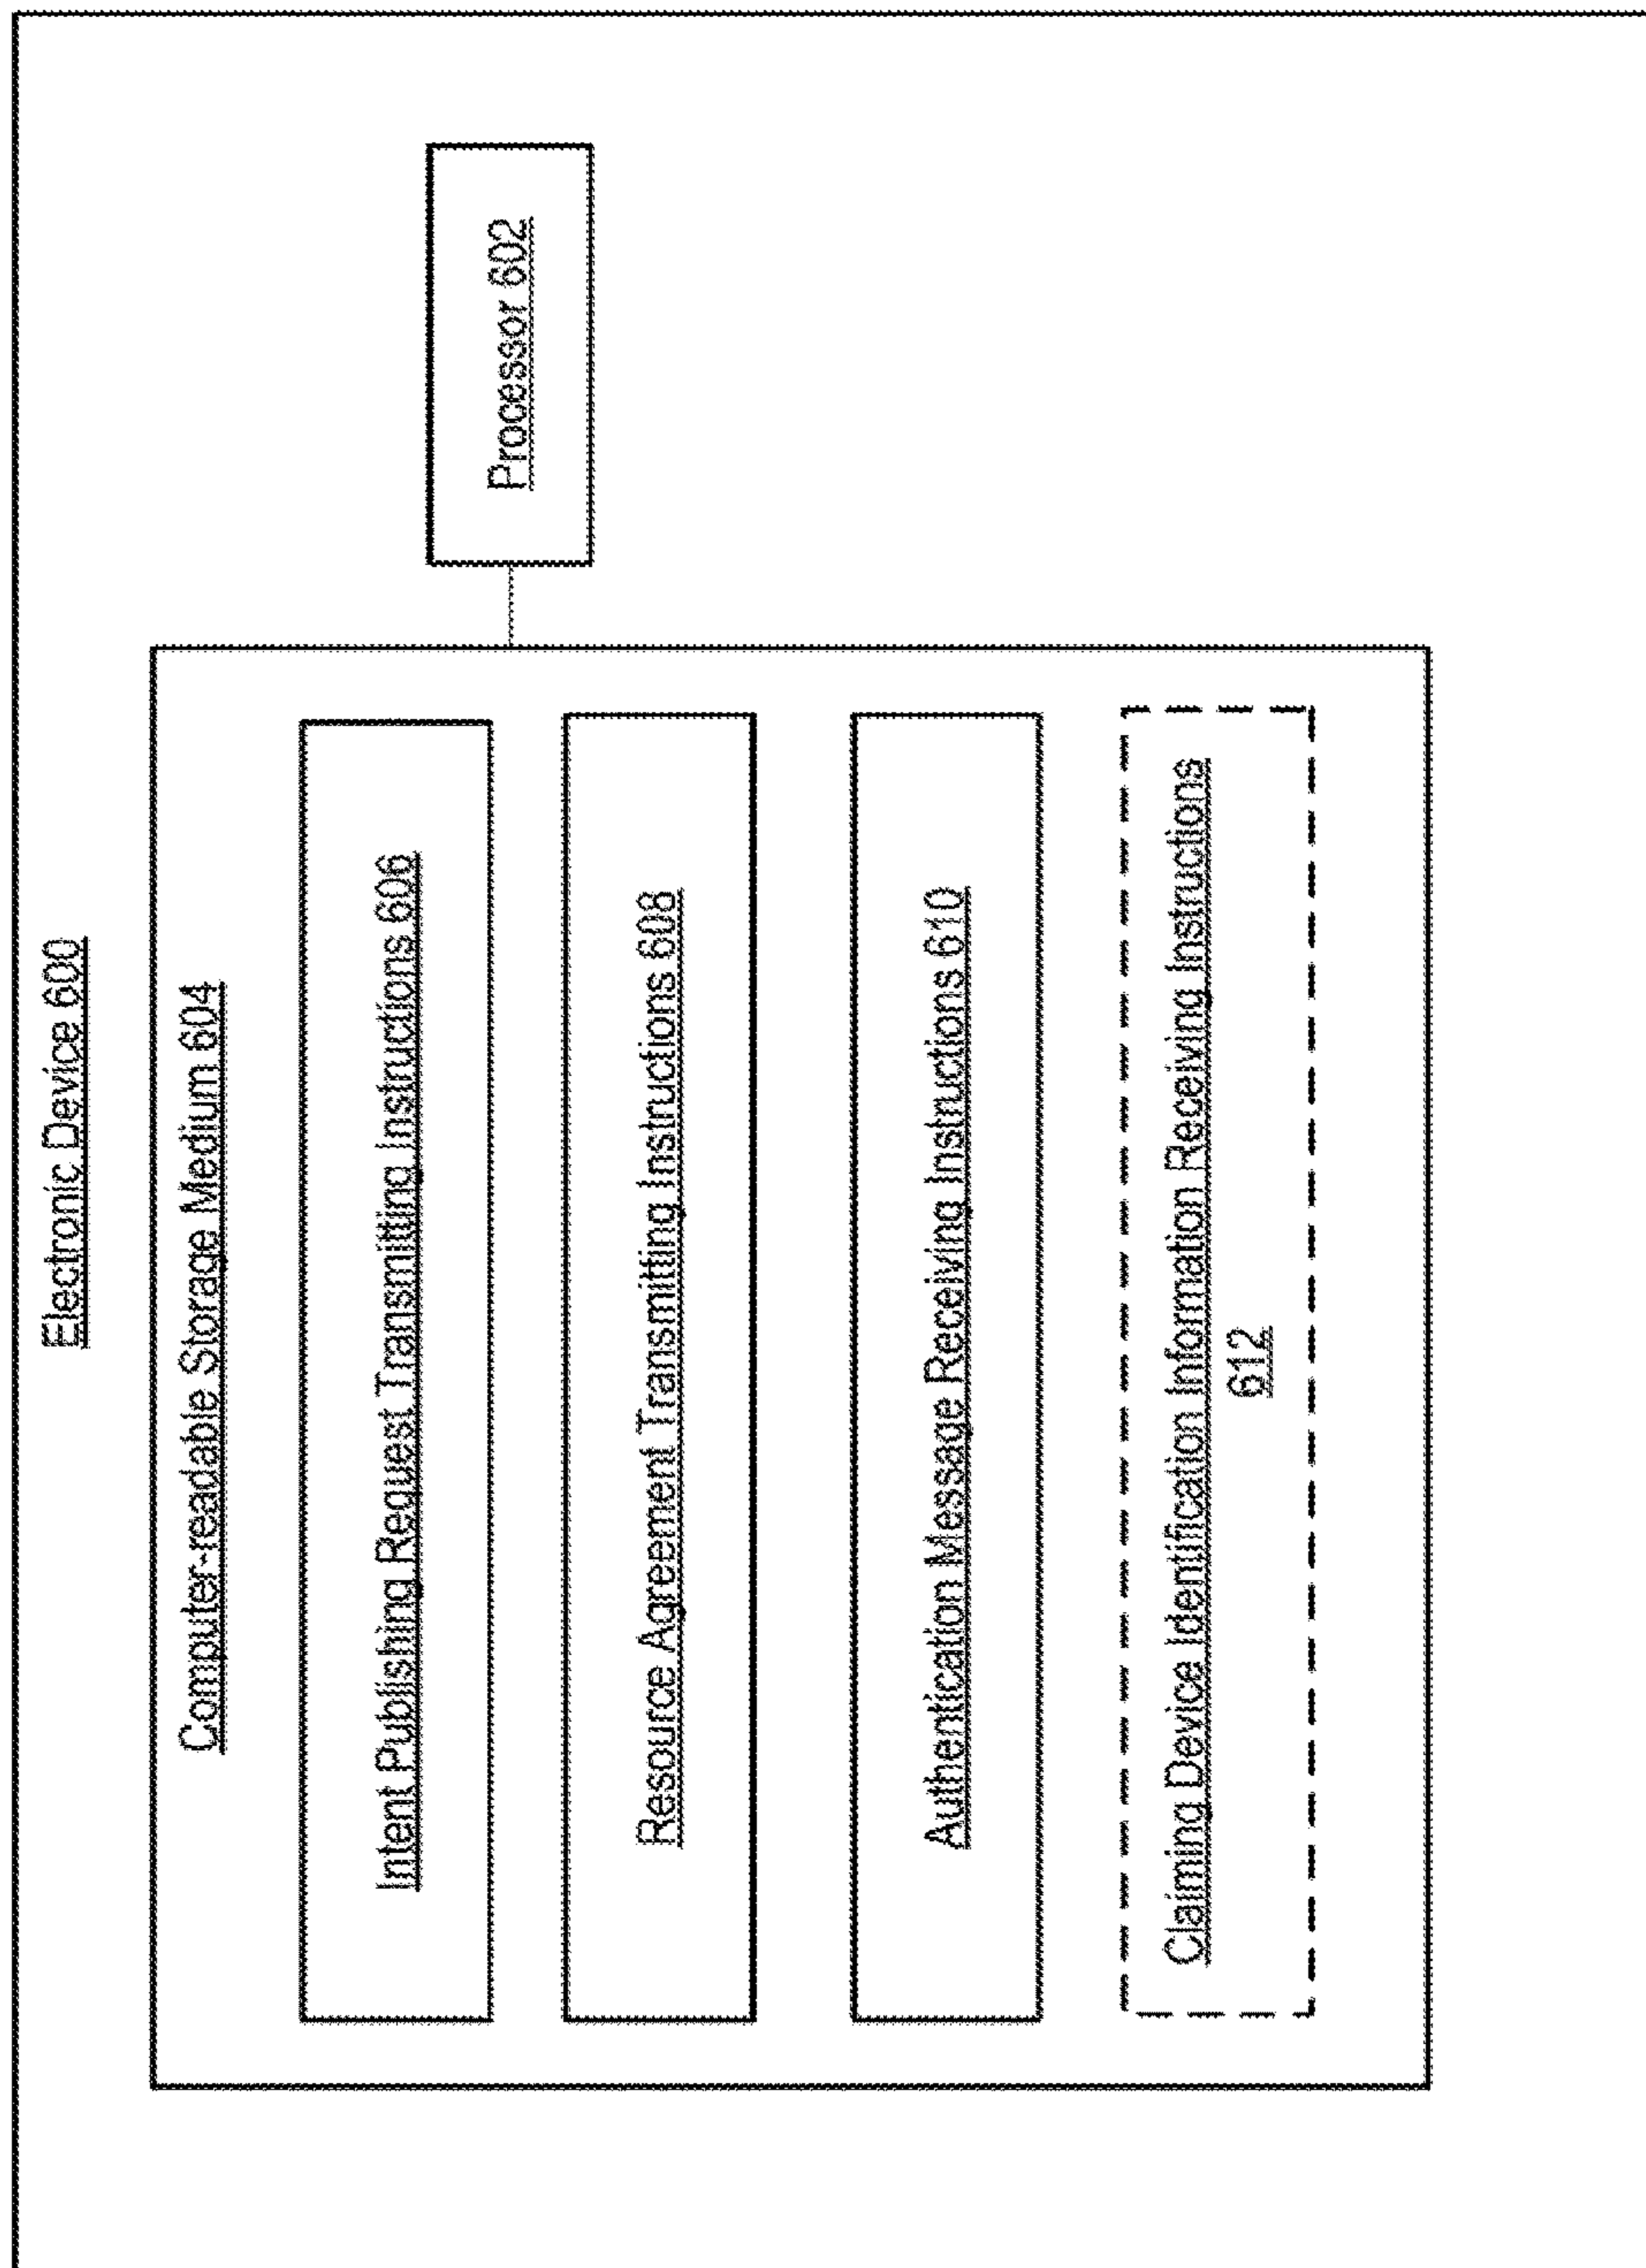 Electronic Device 600
Computer-readable Storage Medium 604
Intent Publishing Request Transmitting Instructions 606
Resource Agreement Transmitting Instructions 608
Authentication Message Receiving Instructions 610
Claiming Device Identification Information Receiving Instructions
612
Processor 602